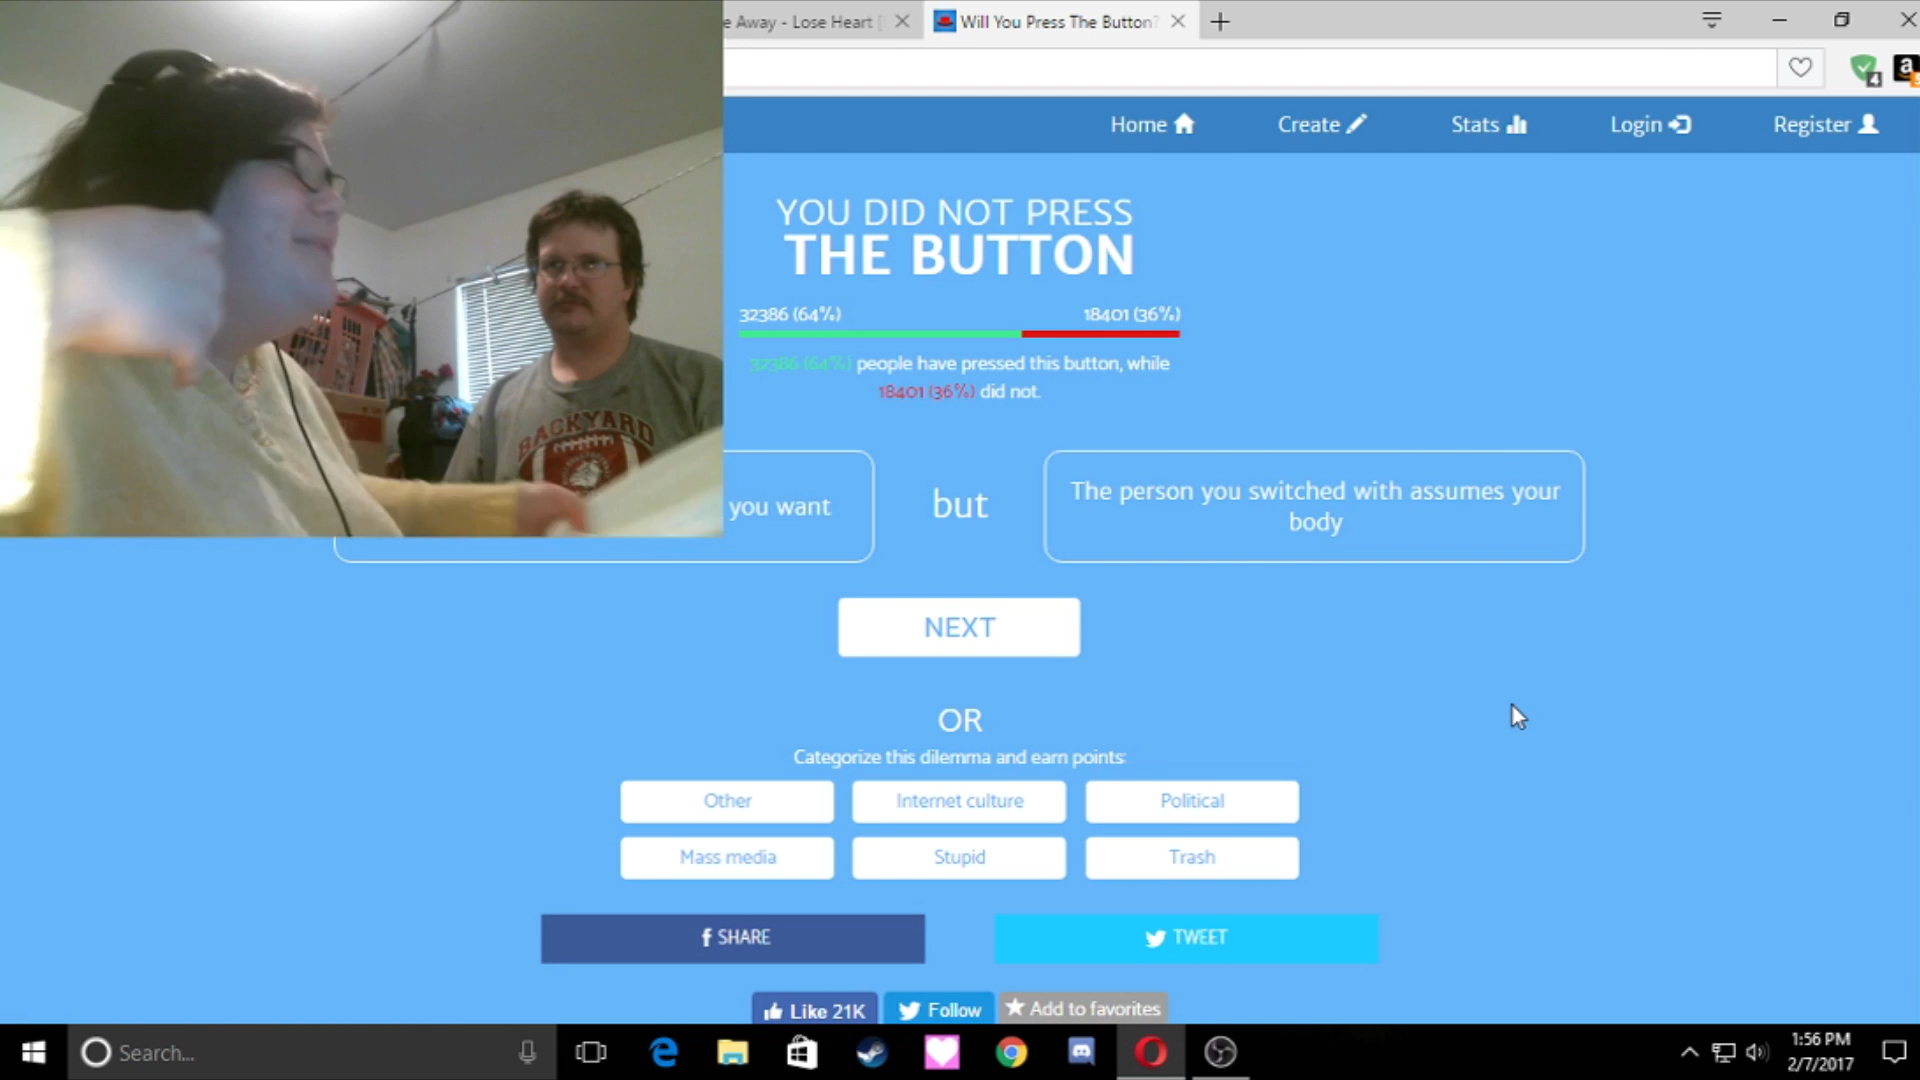 e Away - Lose Heart
Will You Press The Button?
4
a
Home
Create
Stats
Login
Register
YOU DID NOT PRESS
THE BUTTON
32386 (64%)
18401 (36%)
32386 (64%) people have pressed this button, while
18401 (36%) did not.
BACKYARD
you want
but
The person you switched with assumes your
body
NEXT
OR
Categorize this dilemma and earn points:
Other
Internet culture
Political
Mass media
Stupid
Trash
f SHARE
TWEET
Like 21K
Follow
Add to favorites
Search...
1:56 PM
2/7/2017